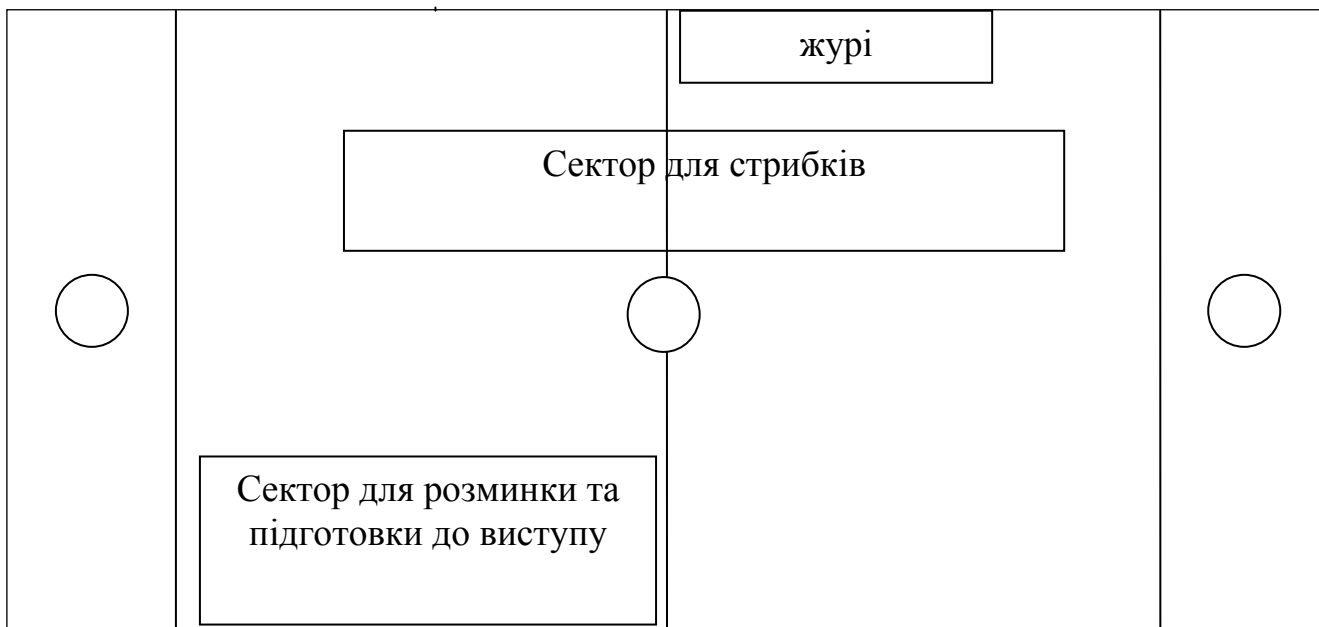 журі
Сектор для стрибків
Сектор для розминки та
підготовки до виступу